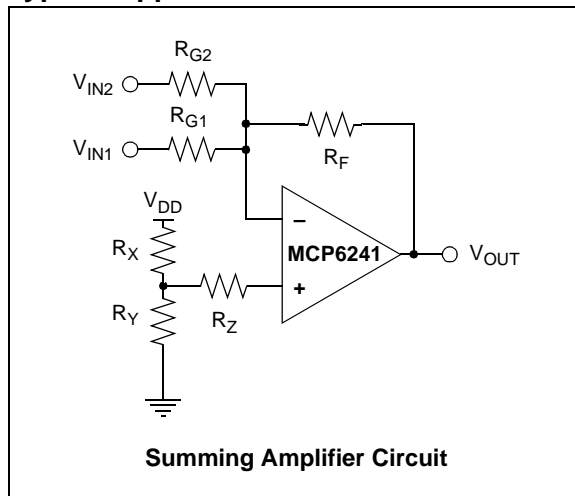 R_G2
V_IN2
R_G1
V_IN1
R_F
V_DD
R_X
–
MCP6241
V_OUT
+
R_Y
R_Z
Summing Amplifier Circuit